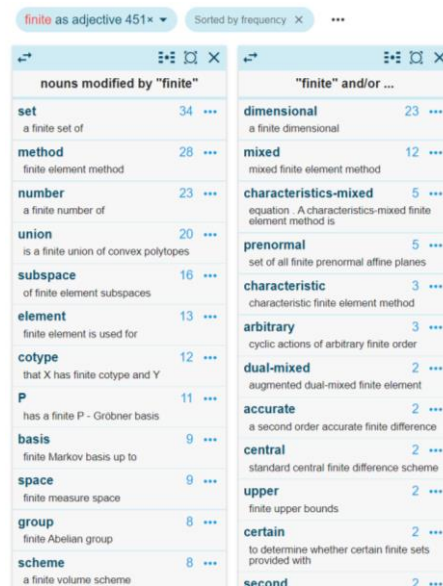 finite as adjective 451×
Sorted by frequency ×
nouns modified by "finite"
set 34
a finite set of
method 28
finite element method
number 23
a finite number of
union 20
is a finite union of convex polytopes
subspace 16
of finite element subspaces
element 13
finite element is used for
cotype 12
that X has finite cotype and Y
P 11
has a finite P - Gröbner basis
basis 9
finite Markov basis up to
space 9
finite measure space
group 8
finite Abelian group
scheme 8
a finite volume scheme
"finite" and/or ...
dimensional 23
a finite dimensional
mixed 12
mixed finite element method
characteristics-mixed 5
equation . A characteristics-mixed finite
element method is
prenormal 5
set of all finite prenormal affine planes
characteristic 3
characteristic finite element method
arbitrary 3
cyclic actions of arbitrary finite order
dual-mixed 2
augmented dual-mixed finite element
accurate 2
a second order accurate finite difference
central 2
standard central finite difference scheme
upper 2
finite upper bounds
certain 2
to determine whether certain finite sets
provided with
second 2